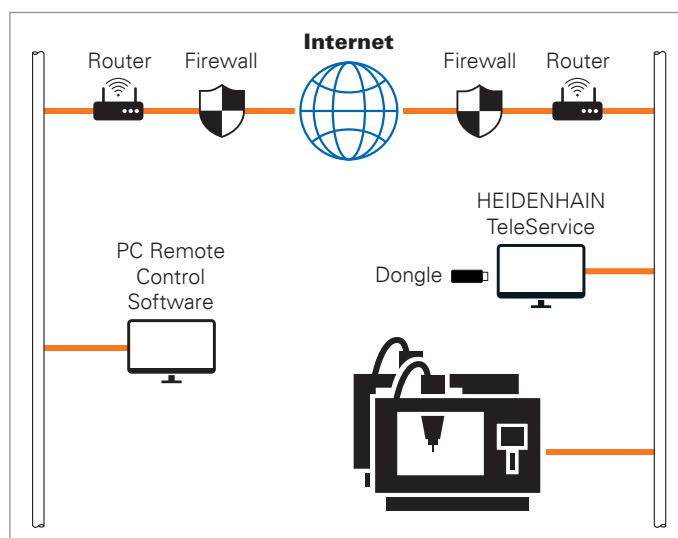 Internet
Router
Firewall
Firewall
Router
HEIDENHAIN
TeleService
PC Remote
Control
Software
Dongle